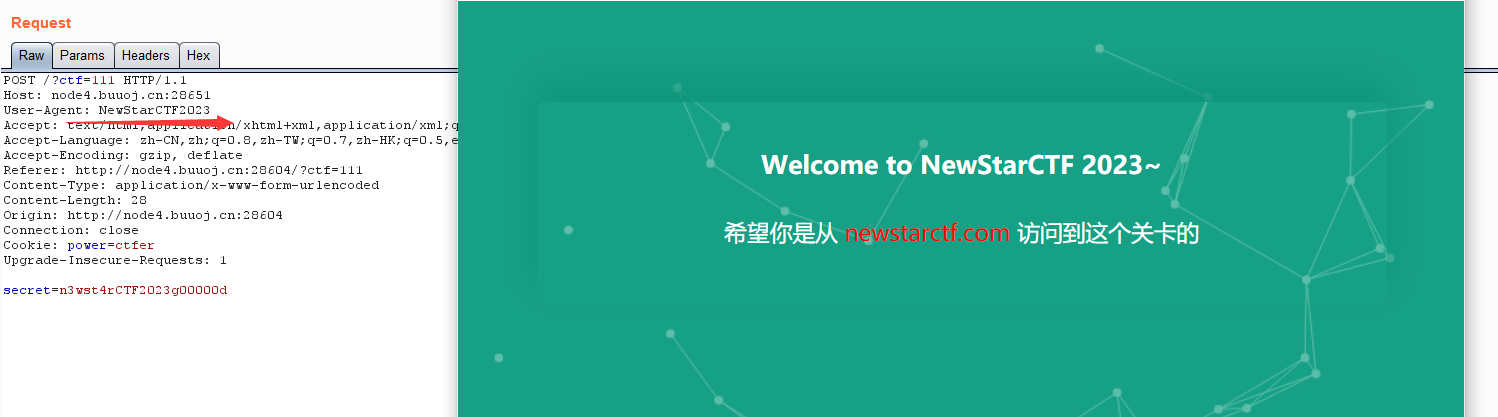 Request
Raw Params Headers Hex
POST /?ctf=111 HTTP/1.1
Host: node4.buuoj.cn:28651
User-Agent: NewStarCTF2023
Accept: text/html,application/xhtml+xml,application/xml;q
Accept-Language: zh-CN,zh;q=0.8,zh-TW;q=0.7,zh-HK;q=0.5,e
Accept-Encoding: gzip, deflate
Referer: http://node4.buuoj.cn:28604/?ctf=111
Content-Type: application/x-www-form-urlencoded
Content-Length: 28
Origin: http://node4.buuoj.cn:28604
Connection: close
Cookie: power=ctfer
Upgrade-Insecure-Requests: 1
secret=n3wst4rCTF2023g00000d
Welcome to NewStarCTF 2023~
希望你是从 newstarctf.com 访问到这个关卡的